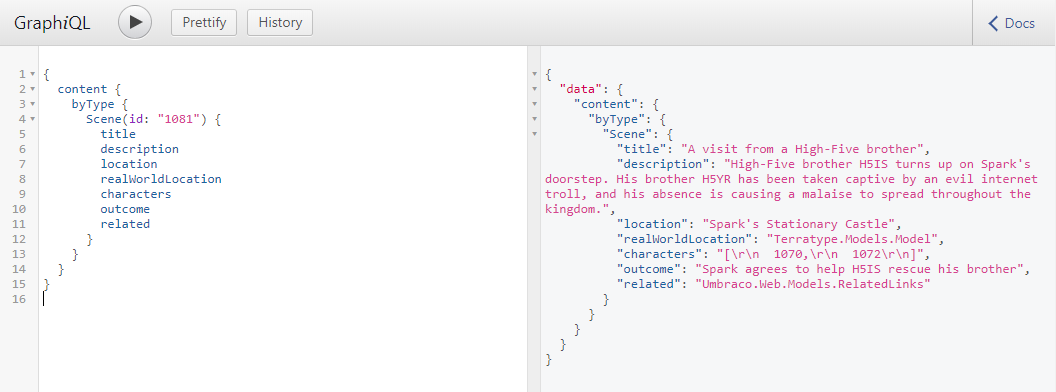 GraphiQL
Prettify
History
Docs
1 {
2 content {
3 byType {
4 Scene(id: "1081") {
5 title
6 description
7 location
8 realWorldLocation
9 characters
10 outcome
11 related
12 }
13 }
14 }
15 }
16
{
"data": {
"content": {
"byType": {
"Scene": {
"title": "A visit from a High-Five brother",
"description": "High-Five brother H5IS turns up on Spark's
doorstep. His brother H5YR has been taken captive by an evil internet
troll, and his absence is causing a malaise to spread throughout the
kingdom.",
"location": "Spark's Stationary Castle",
"realWorldLocation": "Terratype.Models.Model",
"characters": "[\r\n  1070,\r\n  1072\r\n]",
"outcome": "Spark agrees to help H5IS rescue his brother",
"related": "Umbraco.Web.Models.RelatedLinks"
}
}
}
}
}